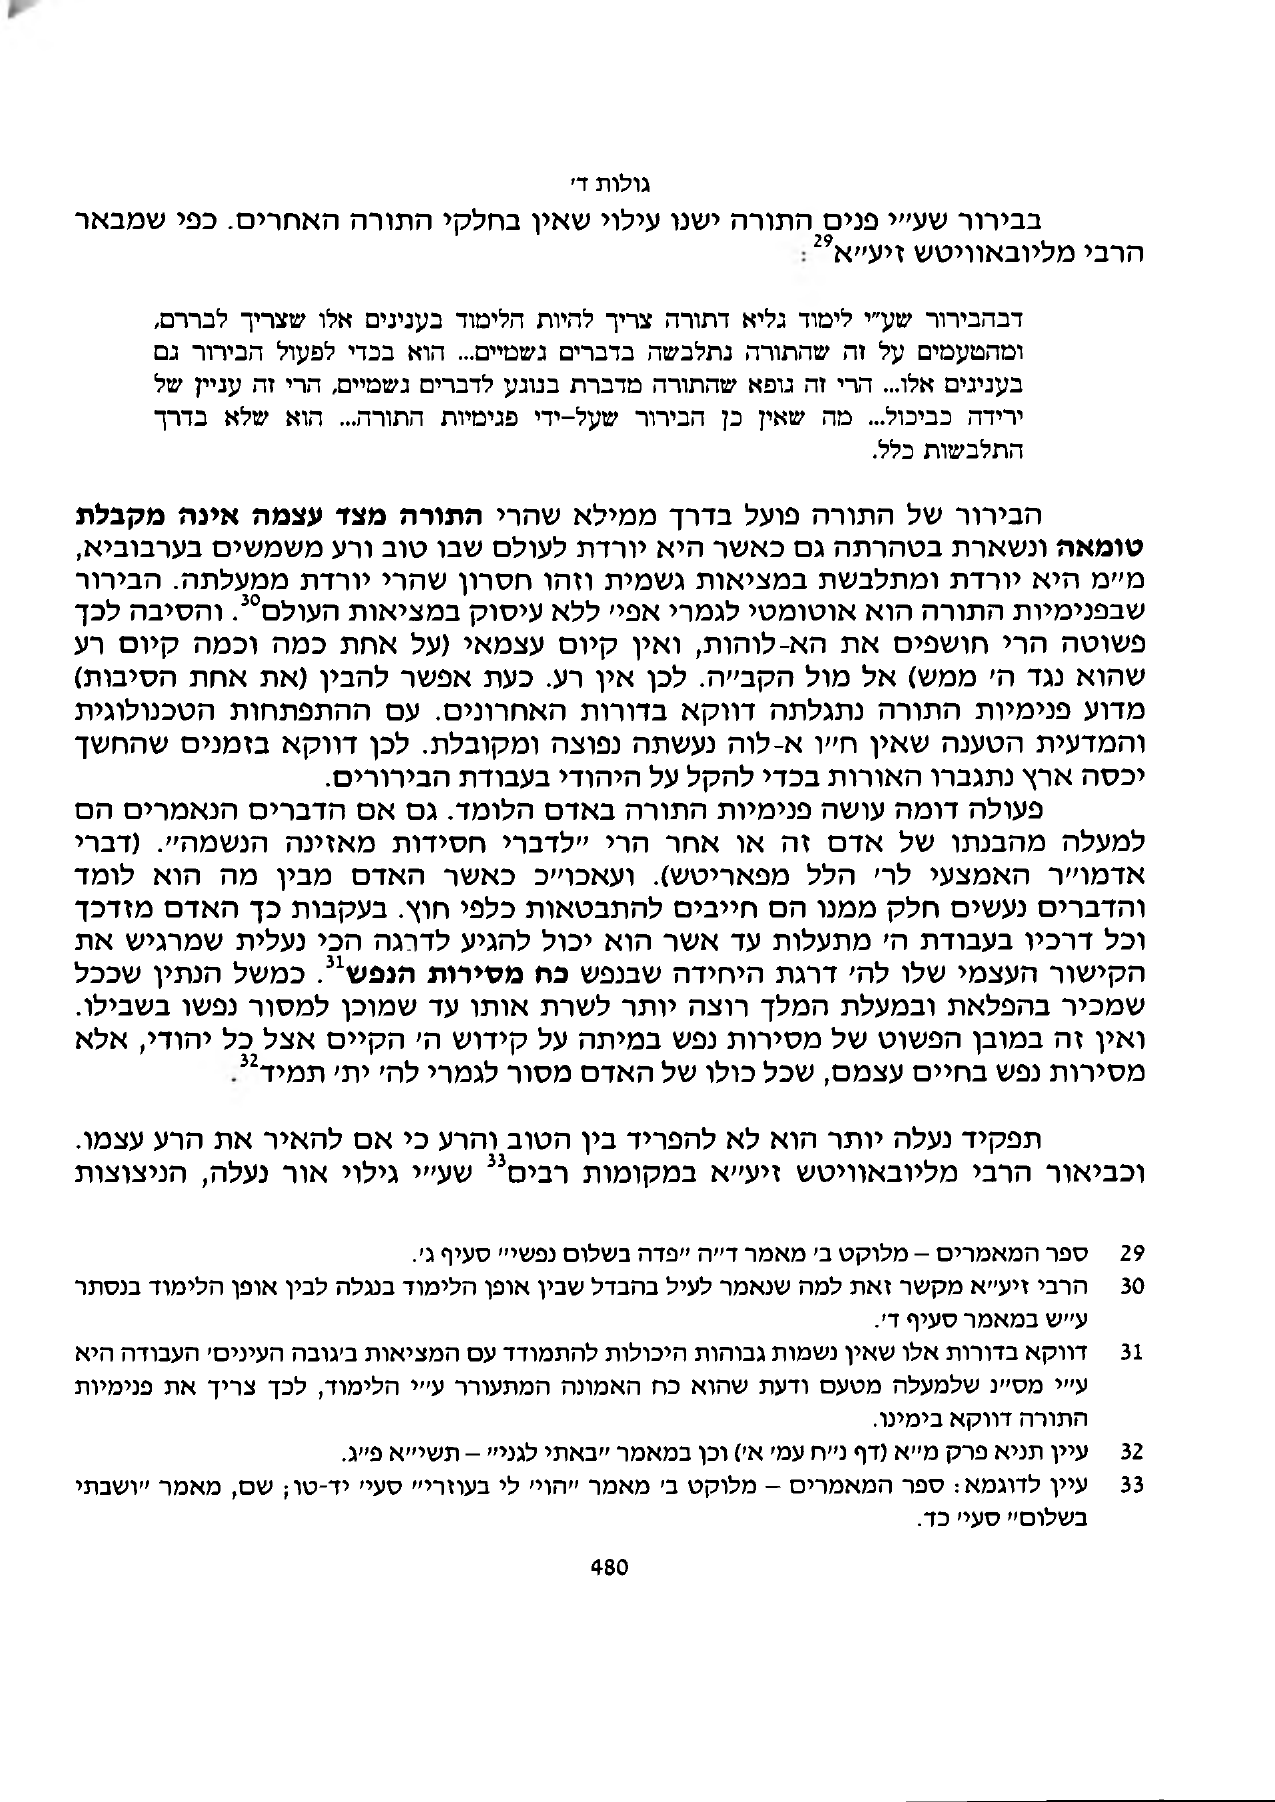 גולות ד'
בבירור שע"י פנים התורה ישנו עילוי שאין בחלקי התורה האחרים. כפי שמבאר
הרבי מליובאוויטש זיע"א29:
דבהבירור שע"י לימוד גליא דתורה צריך להיות הלימוד בענינים אלו שצריך לבררם,
ומהטעמים על זה שהתורה נתלבשה בדברים גשמיים... הוא בכדי לפעול הבירור גם
בענינים אלו... הרי זה גופא שהתורה מדברת בנוגע לדברים גשמיים, הרי זה עניין של
ירידה כביכול... מה שאין כן הבירור שעל-ידי פנימיות התורה... הוא שלא בדרך
התלבשות כלל.
הבירור של התורה פועל בדרך ממילא שהרי התורה מצד עצמה אינה מקבלת
טומאה ונשארת בטהרתה גם כאשר היא יורדת לעולם שבו טוב ורע משמשים בערבוביא,
מ"מ היא יורדת ומתלבשת במציאות גשמית וזהו חסרון שהרי יורדת ממעלתה. הבירור
שבפנימיות התורה הוא אוטומטי לגמרי אפי' ללא עיסוק במציאות העולם30. והסיבה לכך
פשוטה הרי חושפים את הא-לוהות, ואין קיום עצמאי (על אחת כמה וכמה קיום רע
שהוא נגד ה' ממש) אל מול הקב"ה. לכן אין רע. כעת אפשר להבין (את אחת הסיבות)
מדוע פנימיות התורה נתגלתה דווקא בדורות האחרונים. עם ההתפתחות הטכנולוגית
והמדעית הטענה שאין ח"ו א-לוה נעשתה נפוצה ומקובלת. לכן דווקא בזמנים שהחשך
יכסה ארץ נתגברו האורות בכדי להקל על היהודי בעבודת הבירורים.
פעולה דומה עושה פנימיות התורה באדם הלומד. גם אם הדברים הנאמרים הם
למעלה מהבנתו של אדם זה או אחר הרי "לדברי חסידות מאזינה הנשמה". (דברי
אדמו"ר האמצעי לר' הלל מפאריטש). ועאכו"כ כאשר האדם מבין מה הוא לומד
והדברים נעשים חלק ממנו הם חייבים להתבטאות כלפי חוץ. בעקבות כך האדם מזדכך
וכל דרכיו בעבודת ה' מתעלות עד אשר הוא יכול להגיע לדרגה הכי נעלית שמרגיש את
הקישור העצמי שלו לה' דרגת היחידה שבנפש כח מסירות הנפש31. כמשל הנתין שככל
שמכיר בהפלאת ובמעלת המלך רוצה יותר לשרת אותו עד שמוכן למסור נפשו בשבילו.
ואין זה במובן הפשוט של מסירות נפש במיתה על קידוש ה' הקיים אצל כל יהודי, אלא
מסירות נפש בחיים עצמם, שכל כולו של האדם מסור לגמרי לה' ית' תמיד32.
תפקיד נעלה יותר הוא לא להפריד בין הטוב והרע כי אם להאיר את הרע עצמו.
וכביאור הרבי מליובאוויטש זיע"א במקומות רבים33 שע"י גילוי אור נעלה, הניצוצות
29 ספר המאמרים – מלוקט ב' מאמר ד"ה "פדה בשלום נפשי" סעיף ג'.
30 הרבי זיע"א מקשר זאת למה שנאמר לעיל בהבדל שבין אופן הלימוד בנגלה לבין אופן הלימוד בנסתר
ע"ש במאמר סעיף ד'.
31 דווקא בדורות אלו שאין נשמות גבוהות היכולות להתמודד עם המציאות ב'גובה העינים' העבודה היא
ע"י מס"נ שלמעלה מטעם ודעת שהוא כח האמונה המתעורר ע"י הלימוד, לכך צריך את פנימיות
התורה דווקא בימינו.
32 עיין תניא פרק מ"א (דף נ"ח עמ' א') וכן במאמר "באתי לגני" – תשי"א פ"ג.
33 עיין לדוגמא: ספר המאמרים – מלוקט ב' מאמר "הוי' לי בעוזרי" סעי' יד-טו; שם, מאמר "ושבתי
בשלום" סעי' כד.
480